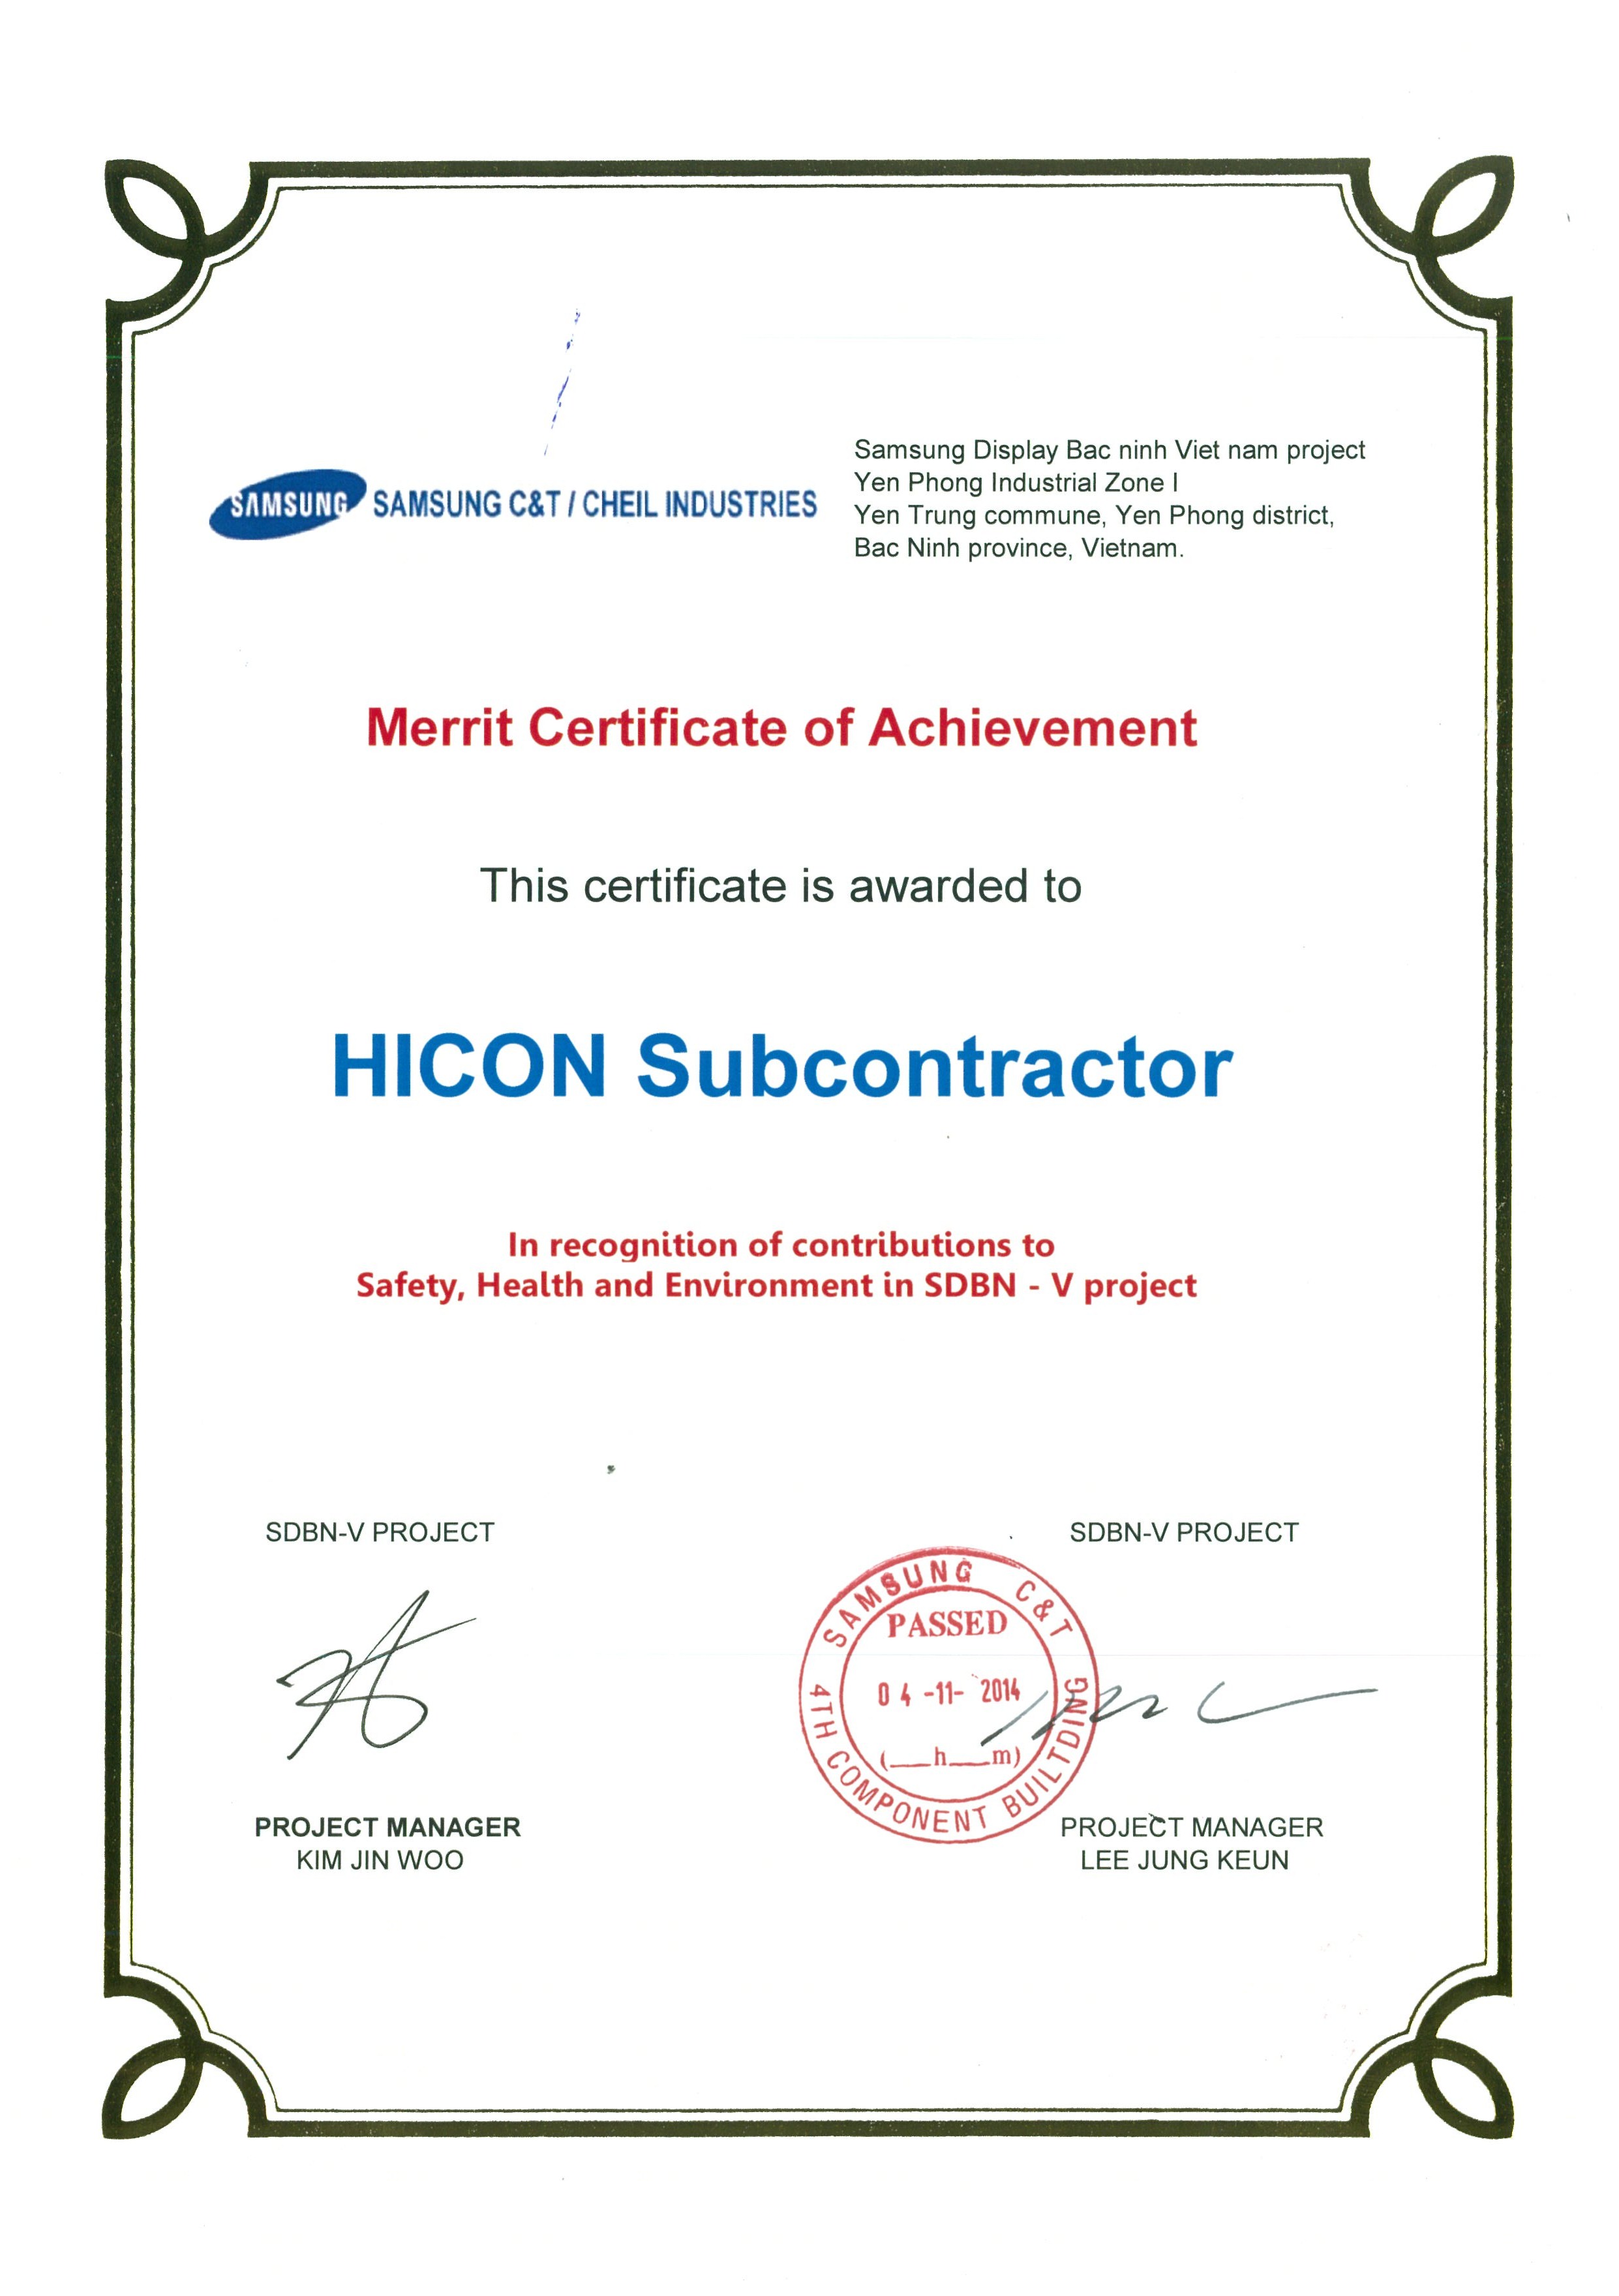 SAMSUNG SAMSUNG C&T / CHEIL INDUSTRIES
Samsung Display Bac ninh Viet nam project
Yen Phong Industrial Zone I
Yen Trung commune, Yen Phong district,
Bac Ninh province, Vietnam.
Merrit Certificate of Achievement
This certificate is awarded to
HICON Subcontractor
In recognition of contributions to
Safety, Health and Environment in SDBN - V project
SDBN-V PROJECT
PROJECT MANAGER
KIM JIN WOO
SDBN-V PROJECT
SAMSUNG C&T
PASSED
04 -11- 2014
(__h__m)
4TH COMPONENT BUILTDING
PROJECT MANAGER
LEE JUNG KEUN